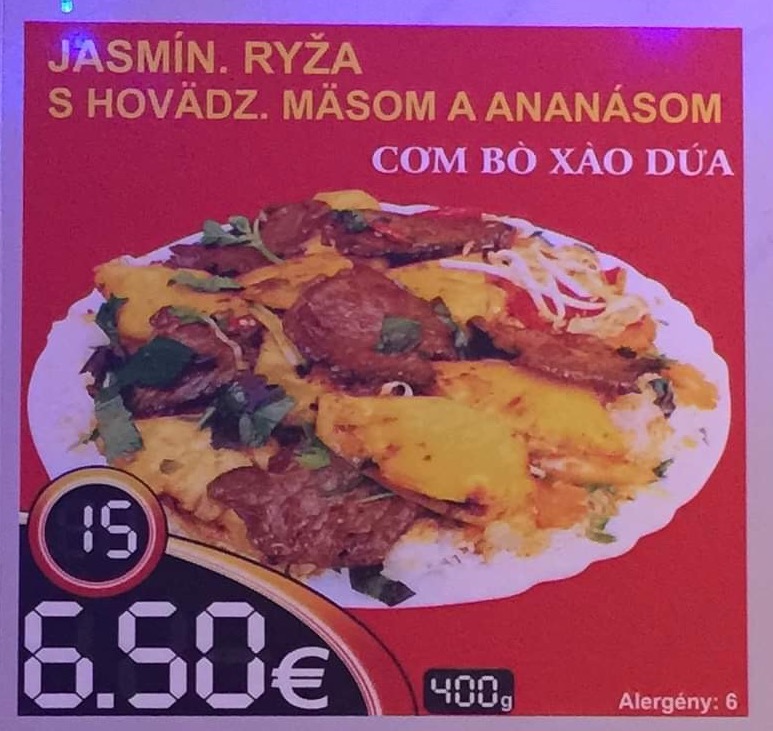 JASMÍN. RYŽA
S HOVÄDZ. MÄSOM A ANANÁSOM
CƠM BÒ XÀO DỨA
15
6.50€
400g
Alergény: 6